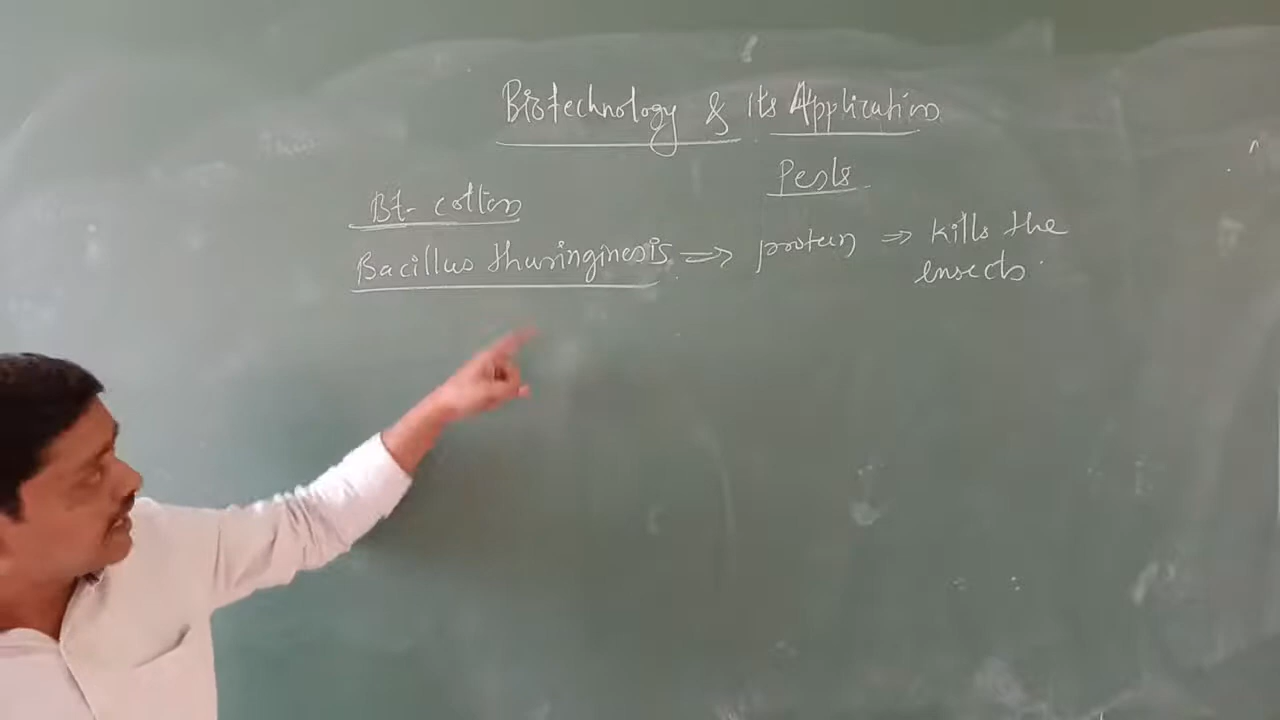 Biotechnology & Its Application
Pests
Bt- cotton
Bacillus thuringinesis => protein => kills the
insects.